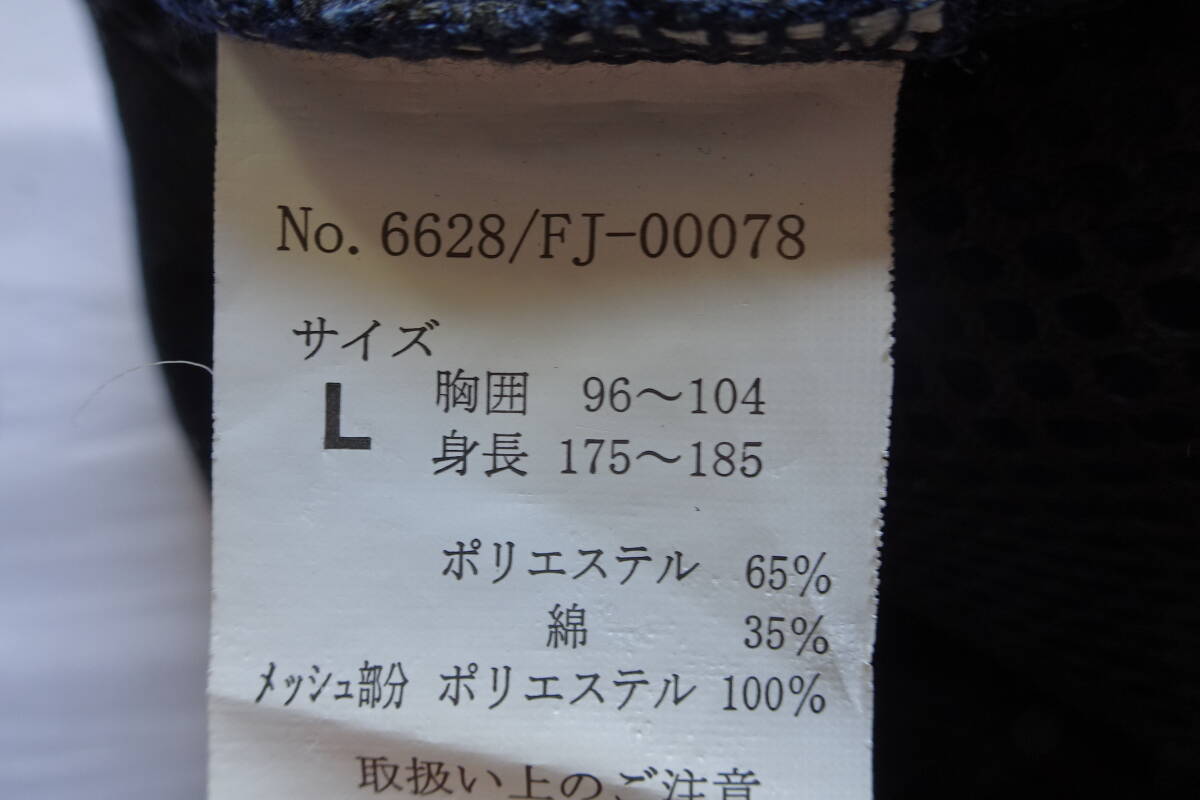 No. 6628/FJ-00078
サイズ
L
胸囲 96～104
身長 175～185
ポリエステル 65%
綿 35%
メッシュ部分 ポリエステル 100%
取扱い上のご注意